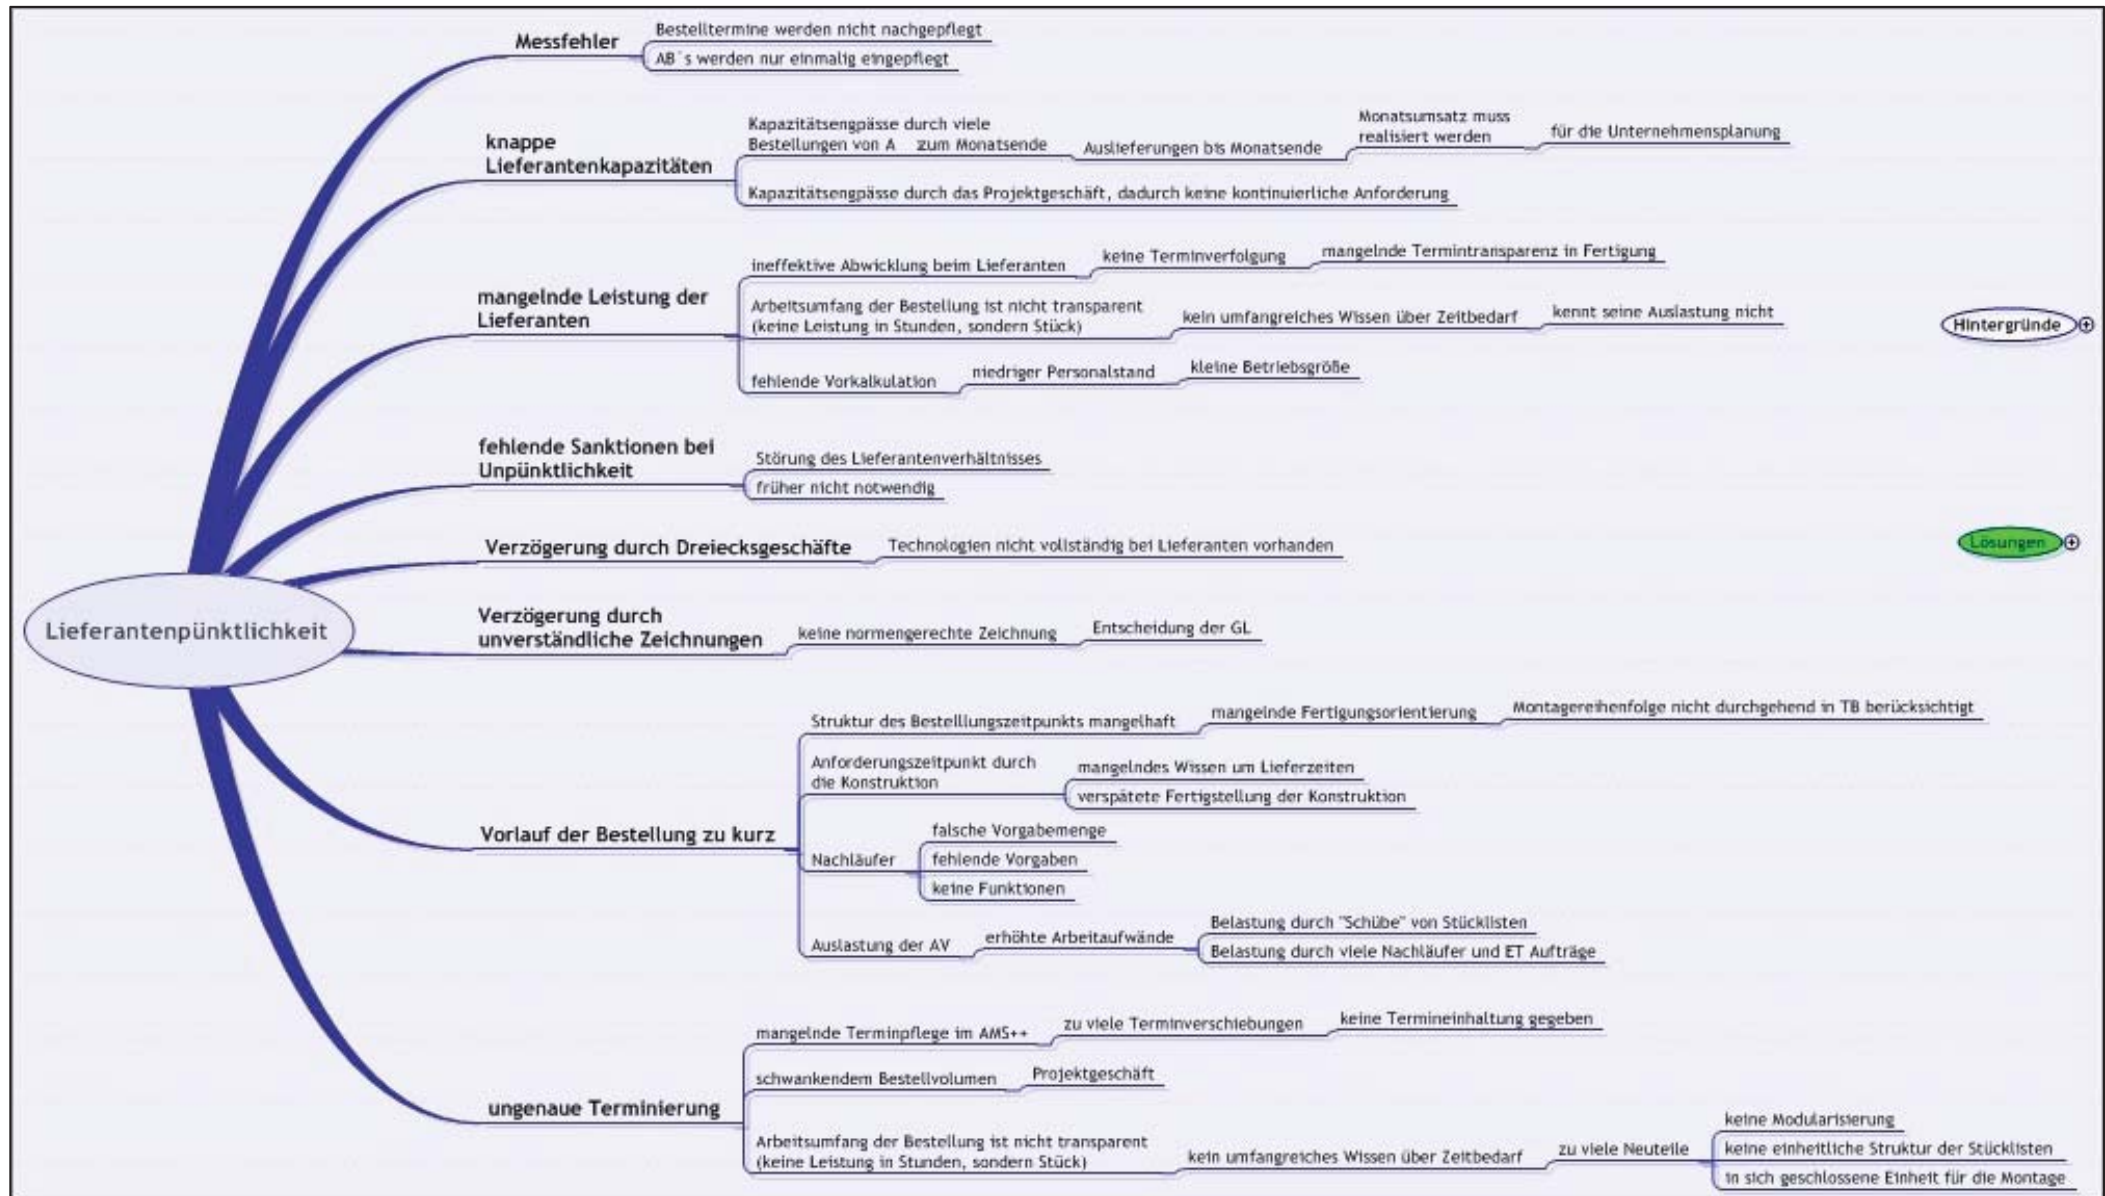 Messfehler
Bestelltermine werden nicht nachgepflegt
AB´s werden nur einmalig eingepflegt
knappe
Lieferantenkapazitäten
Kapazitätsengpässe durch viele
Bestellungen von A zum Monatsende
Auslieferungen bis Monatsende
Monatsumsatz muss
realisiert werden
für die Unternehmensplanung
Kapazitätsengpässe durch das Projektgeschäft, dadurch keine kontinuierliche Anforderung
mangelnde Leistung der
Lieferanten
ineffektive Abwicklung beim Lieferanten
keine Terminverfolgung
mangelnde Termintransparenz in Fertigung
Arbeitsumfang der Bestellung ist nicht transparent
(keine Leistung in Stunden, sondern Stück)
kein umfangreiches Wissen über Zeitbedarf
kennt seine Auslastung nicht
fehlende Vorkalkulation
niedriger Personalstand
kleine Betriebsgröße
Hintergründe
fehlende Sanktionen bei
Unpünktlichkeit
Störung des Lieferantenverhältnisses
früher nicht notwendig
Verzögerung durch Dreiecksgeschäfte
Technologien nicht vollständig bei Lieferanten vorhanden
Lösungen
Lieferantenpünktlichkeit
Verzögerung durch
unverständliche Zeichnungen
keine normengerechte Zeichnung
Entscheidung der GL
Vorlauf der Bestellung zu kurz
Struktur des Bestelllungszeitpunkts mangelhaft
mangelnde Fertigungsorientierung
Montagereihenfolge nicht durchgehend in TB berücksichtigt
Anforderungszeitpunkt durch
die Konstruktion
mangelndes Wissen um Lieferzeiten
verspätete Fertigstellung der Konstruktion
Nachläufer
falsche Vorgabemenge
fehlende Vorgaben
keine Funktionen
Auslastung der AV
erhöhte Arbeitaufwände
Belastung durch "Schübe" von Stücklisten
Belastung durch viele Nachläufer und ET Aufträge
ungenaue Terminierung
mangelnde Terminpflege im AMS++
zu viele Terminverschiebungen
keine Termineinhaltung gegeben
schwankendem Bestellvolumen
Projektgeschäft
Arbeitsumfang der Bestellung ist nicht transparent
(keine Leistung in Stunden, sondern Stück)
kein umfangreiches Wissen über Zeitbedarf
zu viele Neuteile
keine Modularisierung
keine einheitliche Struktur der Stücklisten
in sich geschlossene Einheit für die Montage